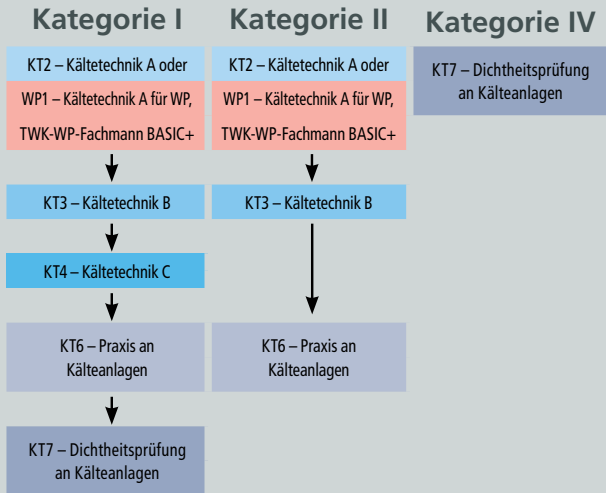 Kategorie I
KT2 – Kältetechnik A oder
WP1 – Kältetechnik A für WP,
TWK-WP-Fachmann BASIC+
KT3 – Kältetechnik B
KT4 – Kältetechnik C
KT6 – Praxis an
Kälteanlagen
KT7 – Dichtheitsprüfung
an Kälteanlagen
Kategorie II
KT2 – Kältetechnik A oder
WP1 – Kältetechnik A für WP,
TWK-WP-Fachmann BASIC+
KT3 – Kältetechnik B
KT6 – Praxis an
Kälteanlagen
Kategorie IV
KT7 – Dichtheitsprüfung
an Kälteanlagen